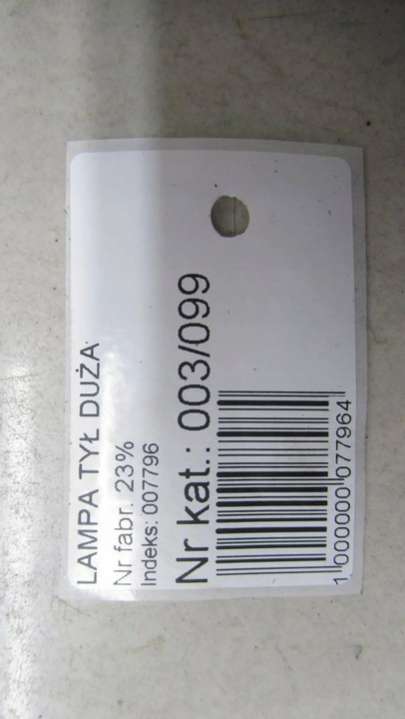 LAMPA TYŁ DUŻA
Nr fabr. 23%
Indeks: 007796
Nr kat.: 003/099
1 000000 077964